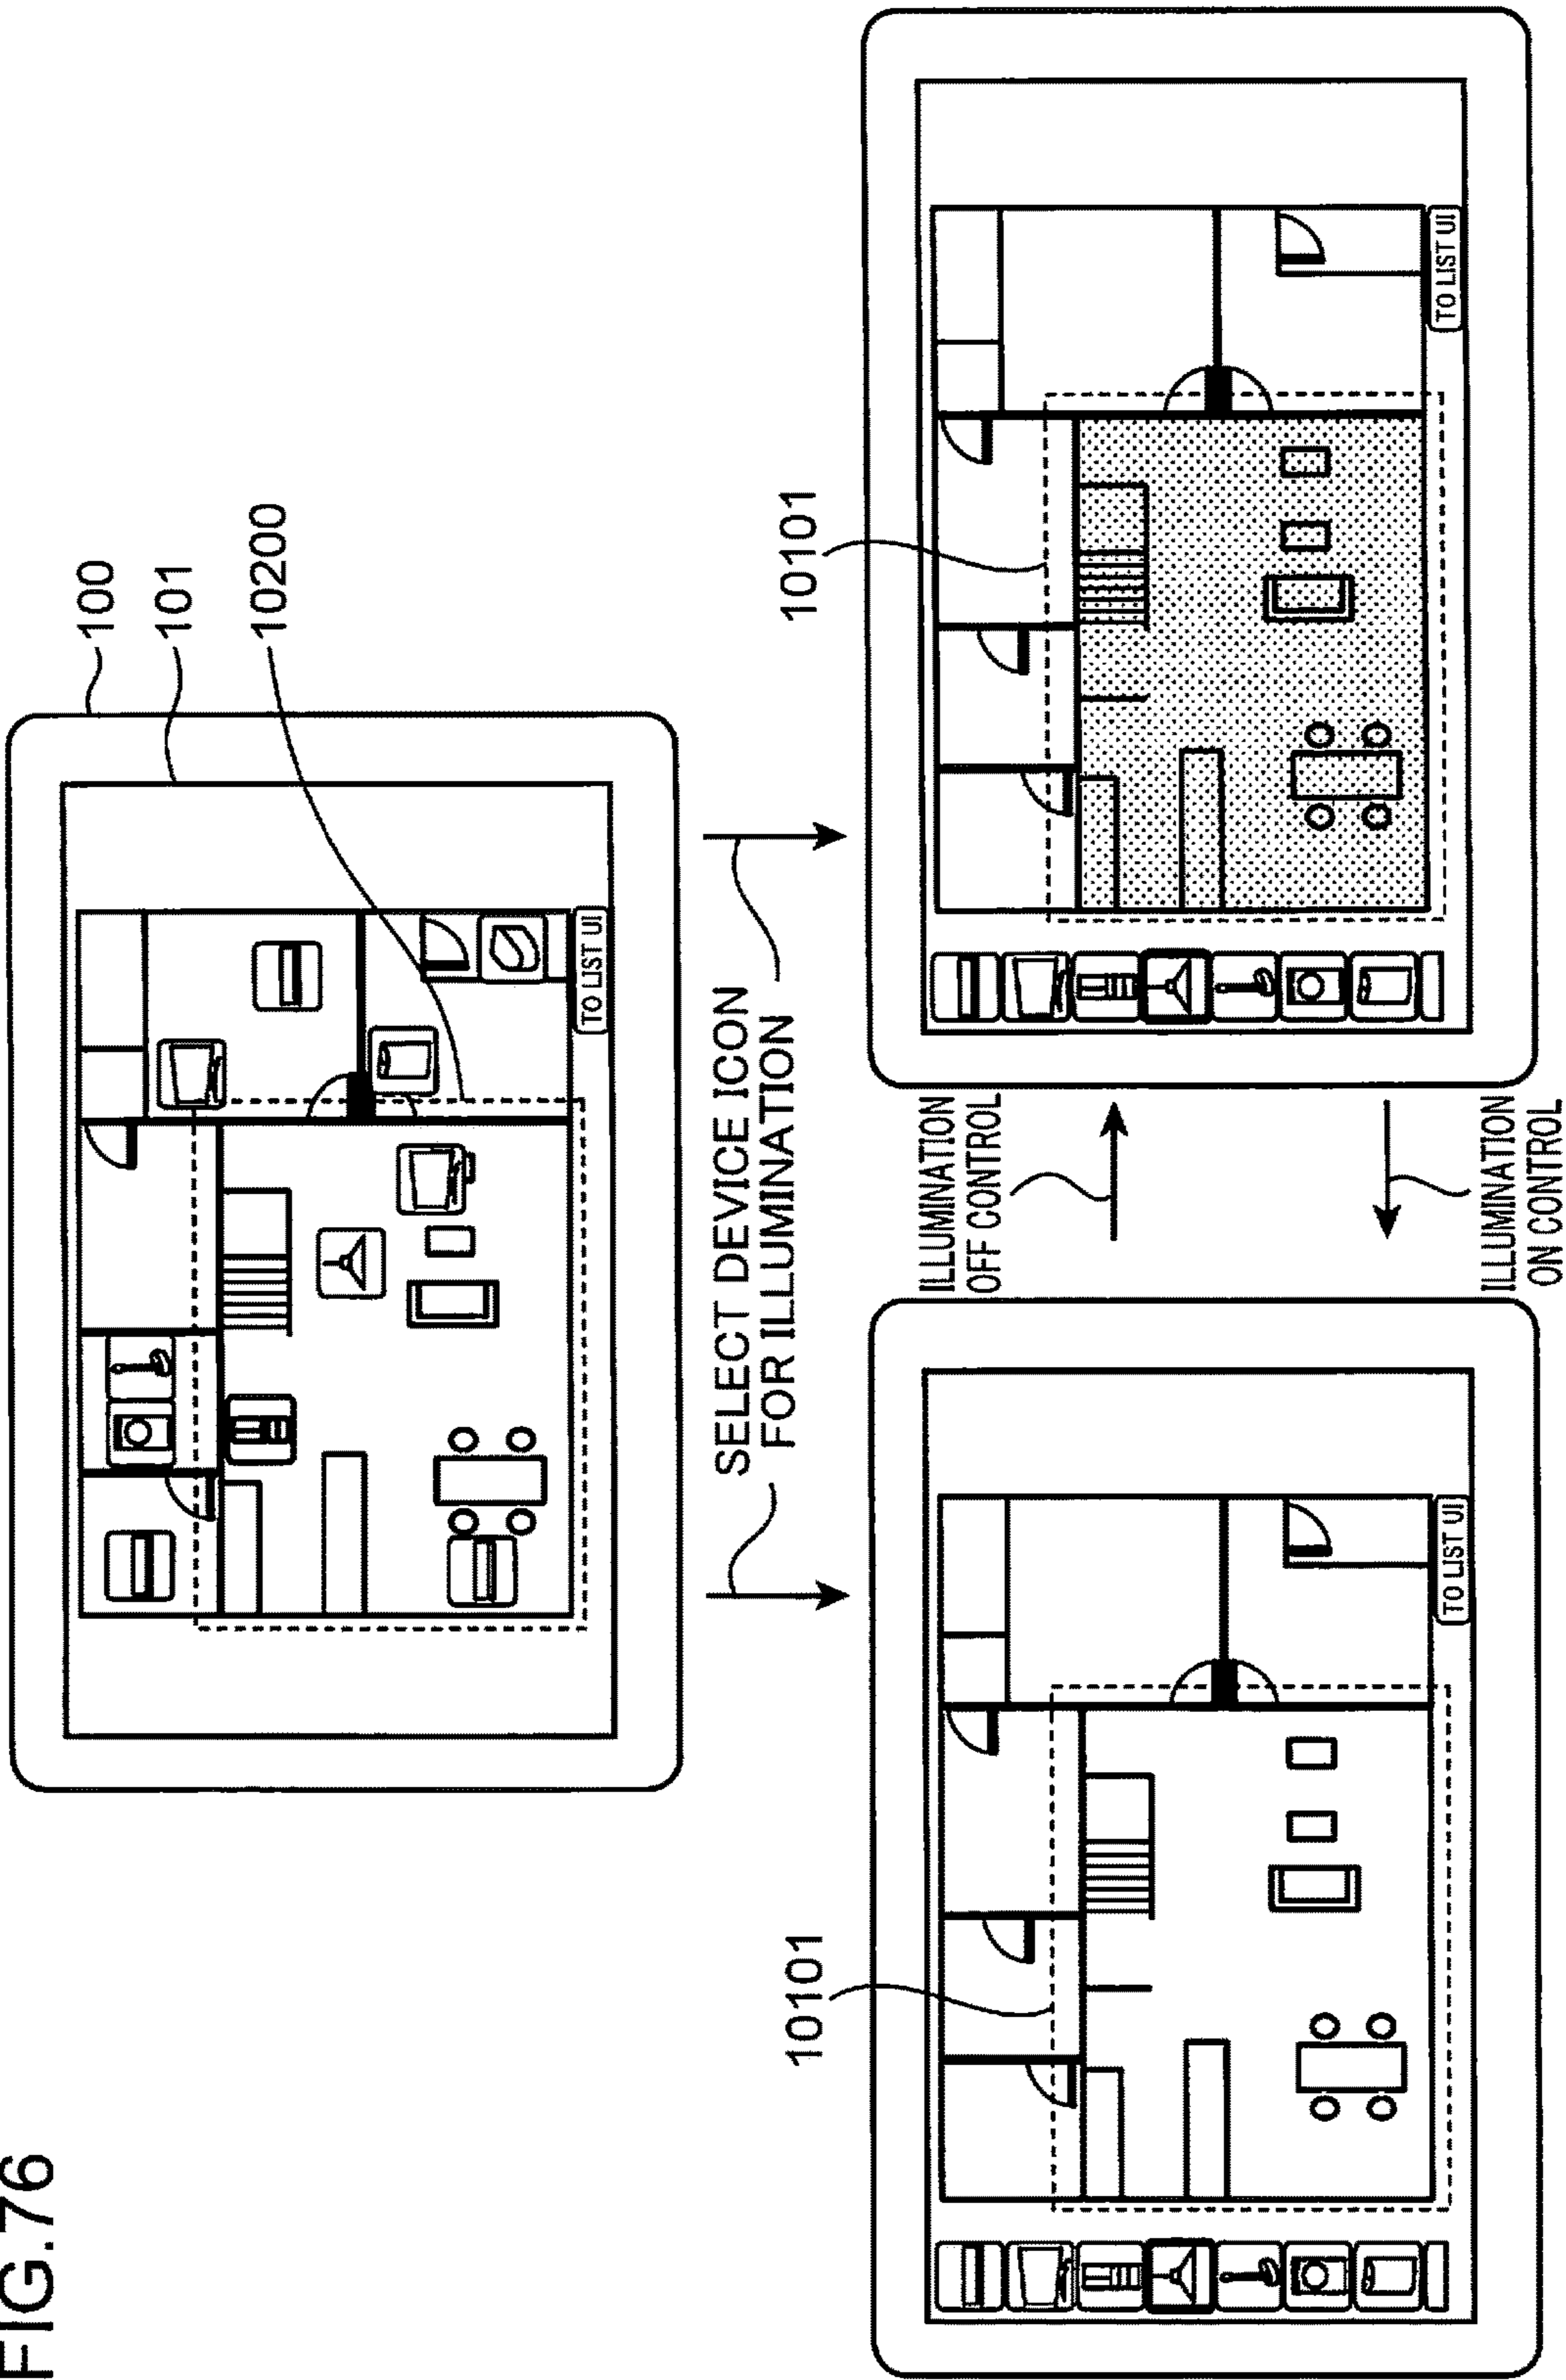 FIG.76
100
101
10200
TO LIST UI
SELECT DEVICE ICON
FOR ILLUMINATION
10101
TO LIST UI
ILLUMINATION
OFF CONTROL
ILLUMINATION
ON CONTROL
10101
TO LIST UI